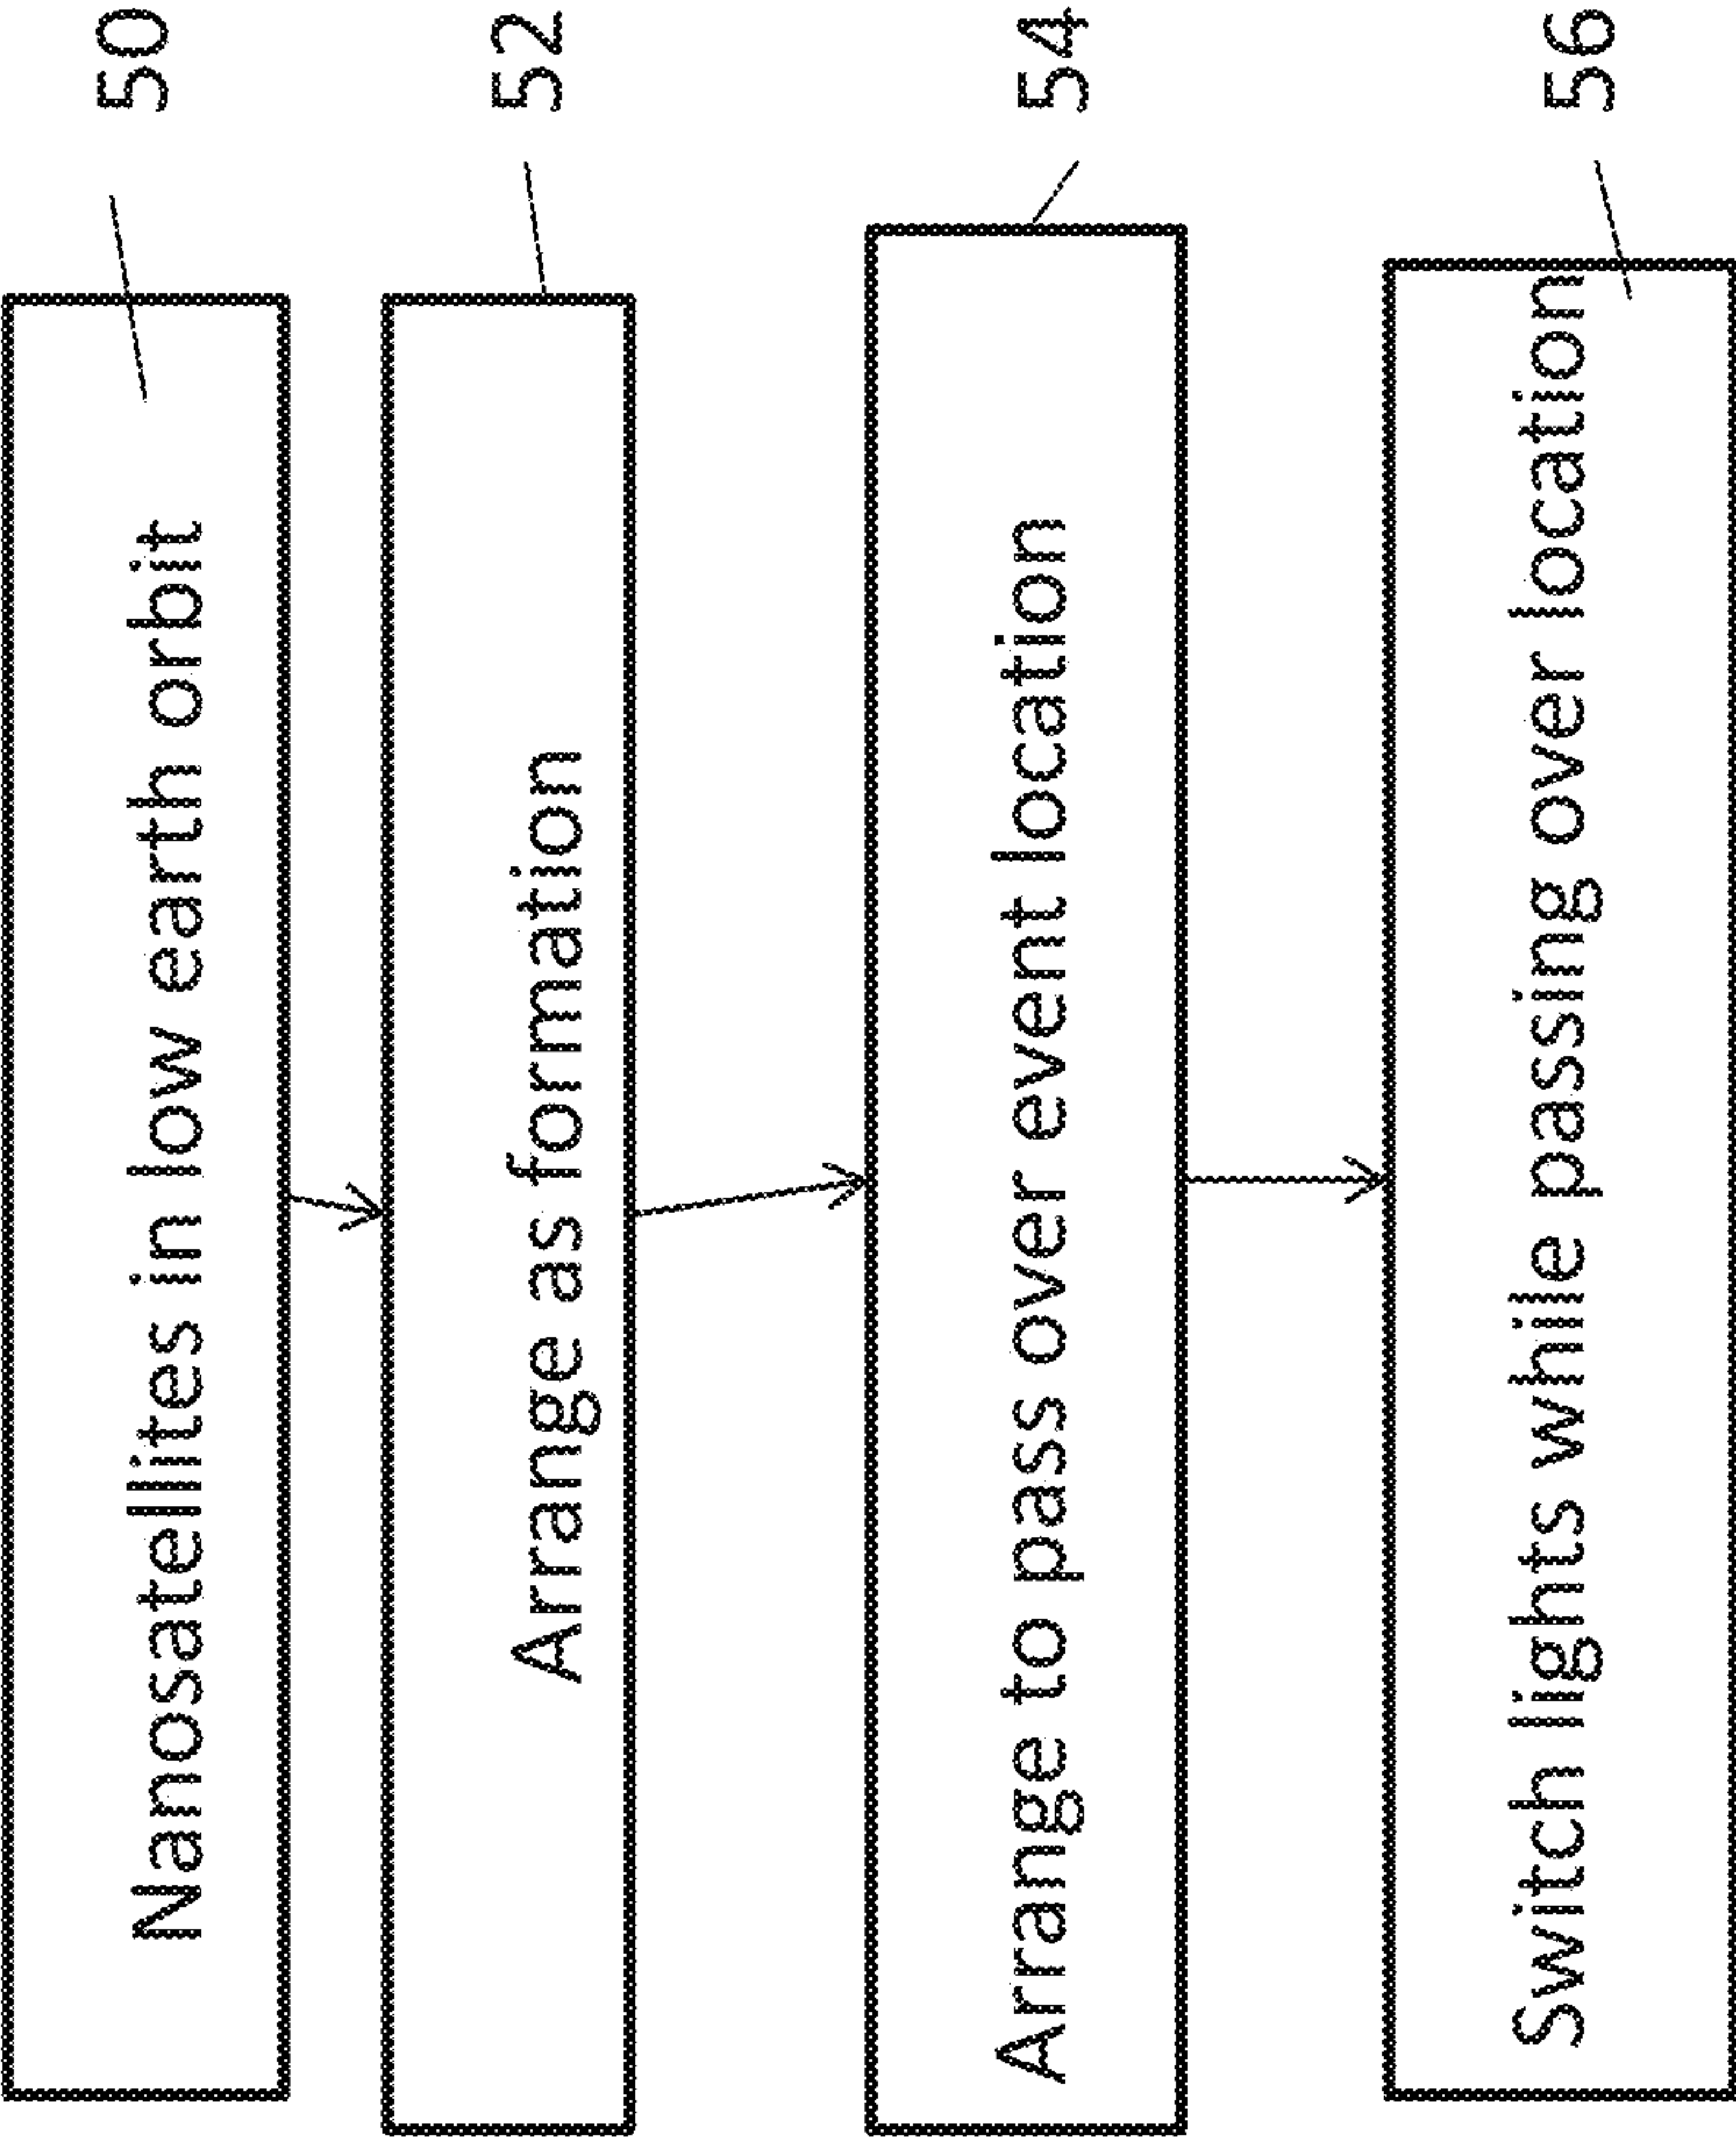 Nanosatellites in low earth orbit
50
Arrange as formation
52
Arrange to pass over event location
54
Switch lights while passing over location
56